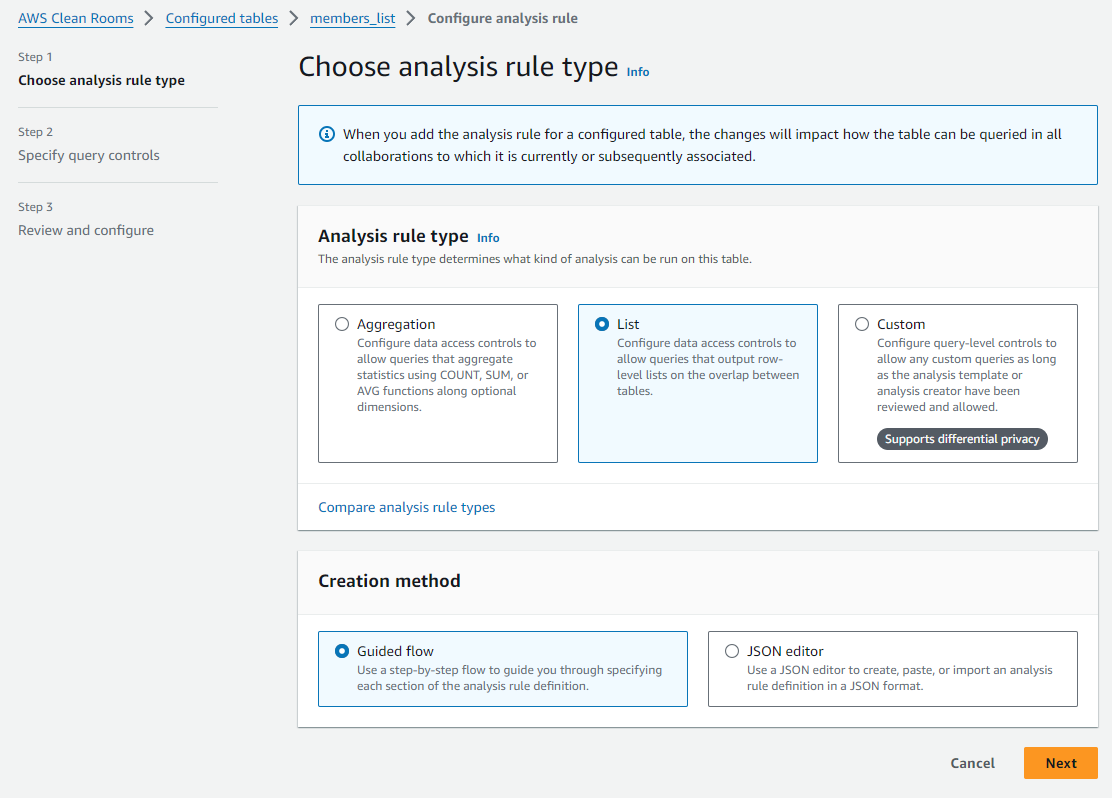 AWS Clean Rooms > Configured tables > members_list > Configure analysis rule
Step 1
Choose analysis rule type
Step 2
Specify query controls
Step 3
Review and configure
Choose analysis rule type Info
When you add the analysis rule for a configured table, the changes will impact how the table can be queried in all
collaborations to which it is currently or subsequently associated.
Analysis rule type Info
The analysis rule type determines what kind of analysis can be run on this table.
Aggregation
Configure data access controls to
allow queries that aggregate
statistics using COUNT, SUM, or
AVG functions along optional
dimensions.
List
Configure data access controls to
allow queries that output row-
level lists on the overlap between
tables.
Custom
Configure query-level controls to
allow any custom queries as long
as the analysis template or
analysis creator have been
reviewed and allowed.
Supports differential privacy
Compare analysis rule types
Creation method
Guided flow
Use a step-by-step flow to guide you through specifying
each section of the analysis rule definition.
JSON editor
Use a JSON editor to create, paste, or import an analysis
rule definition in a JSON format.
Cancel
Next